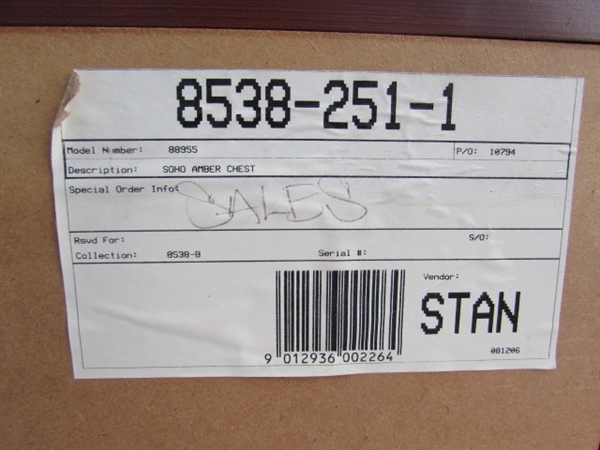 8538-251-1
Model Number: 88955 P/O: 10794
Description: SOHO AMBER CHEST
Special Order Info: SALES
Rsvd For: S/O:
Collection: 8538-B Serial #:
Vendor:
STAN
9 012936 002264
081206